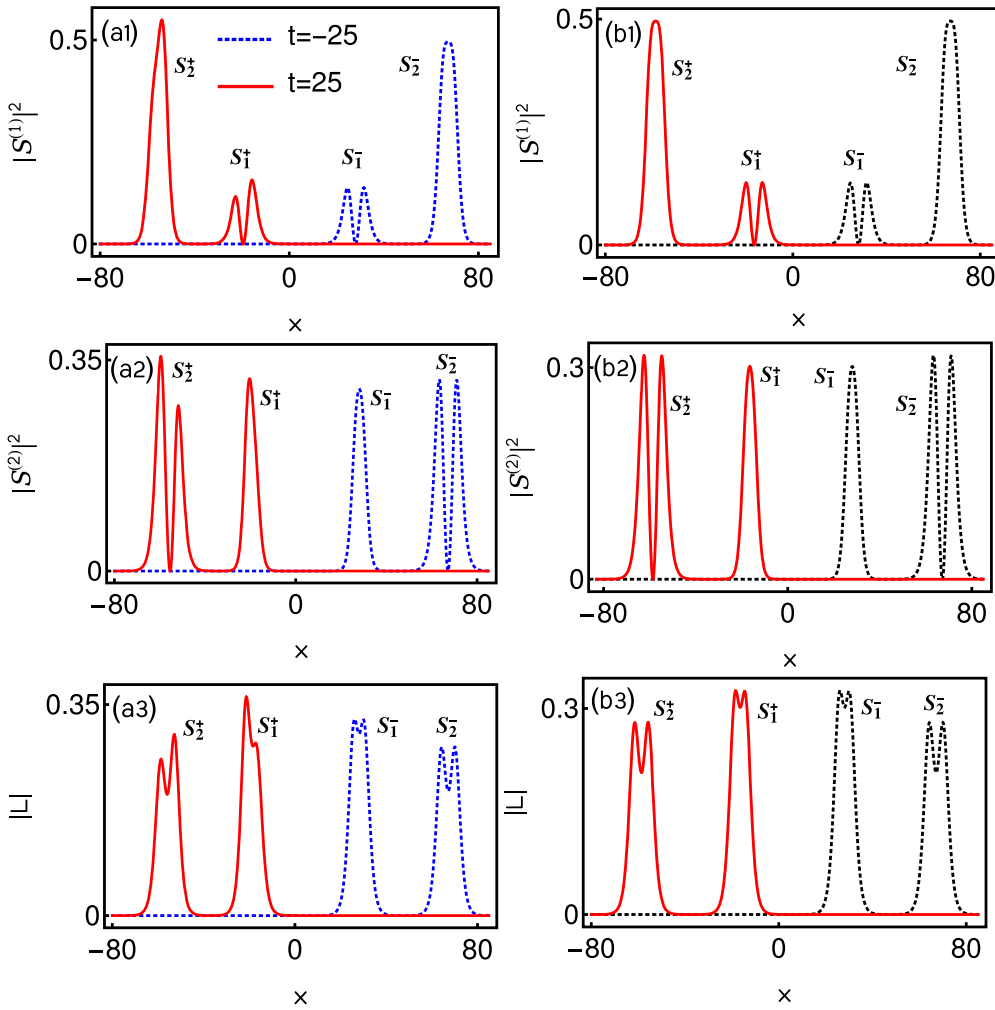 (a1)
t=−25
t=25
S₂⁺
S₁⁺
S₁⁻
S₂⁻
0.5
0
|S⁽¹⁾|²
−80
0
80
x
(b1)
S₂⁺
S₁⁺
S₁⁻
S₂⁻
0.5
0
|S⁽¹⁾|²
−80
0
80
x
(a2)
S₂⁺
S₁⁺
S₁⁻
S₂⁻
0.35
0
|S⁽²⁾|²
−80
0
80
x
(b2)
S₂⁺
S₁⁺
S₁⁻
S₂⁻
0.3
0
|S⁽²⁾|²
−80
0
80
x
(a3)
S₂⁺
S₁⁺
S₁⁻
S₂⁻
0.35
0
|L|
−80
0
80
x
(b3)
S₂⁺
S₁⁺
S₁⁻
S₂⁻
0.3
0
|L|
−80
0
80
x